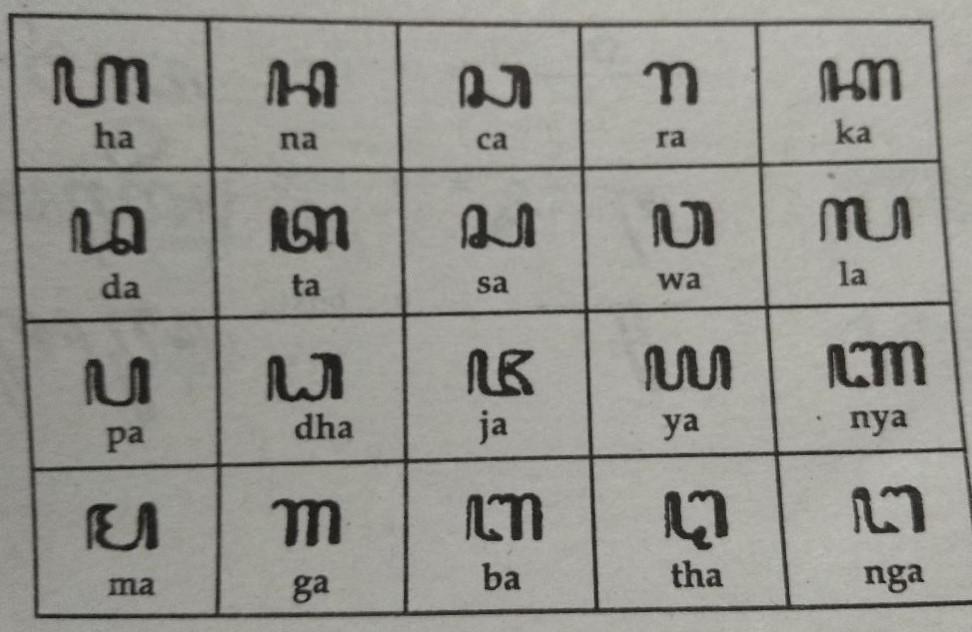 ꦲ ꦤ ꦕ ꦫ ꦏ
ha na ca ra ka
ꦢ ꦠ ꦱ ꦮ ꦭ
da ta sa wa la
ꦥ ꦝ ꦗ ꦪ ꦚ
pa dha ja ya nya
ꦩ ꦒ ꦧ ꦛ ꦔ
ma ga ba tha nga